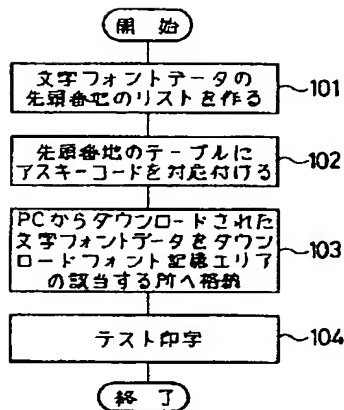 開始
文字フォントデータの
先頭番地のリストを作る
101
先頭番地のテーブルに
アスキーコードを対応付ける
102
PCからダウンロードされた
文字フォントデータをダウン
ロードフォント記憶エリア
の該当する所へ格納
103
テスト印字
104
終了